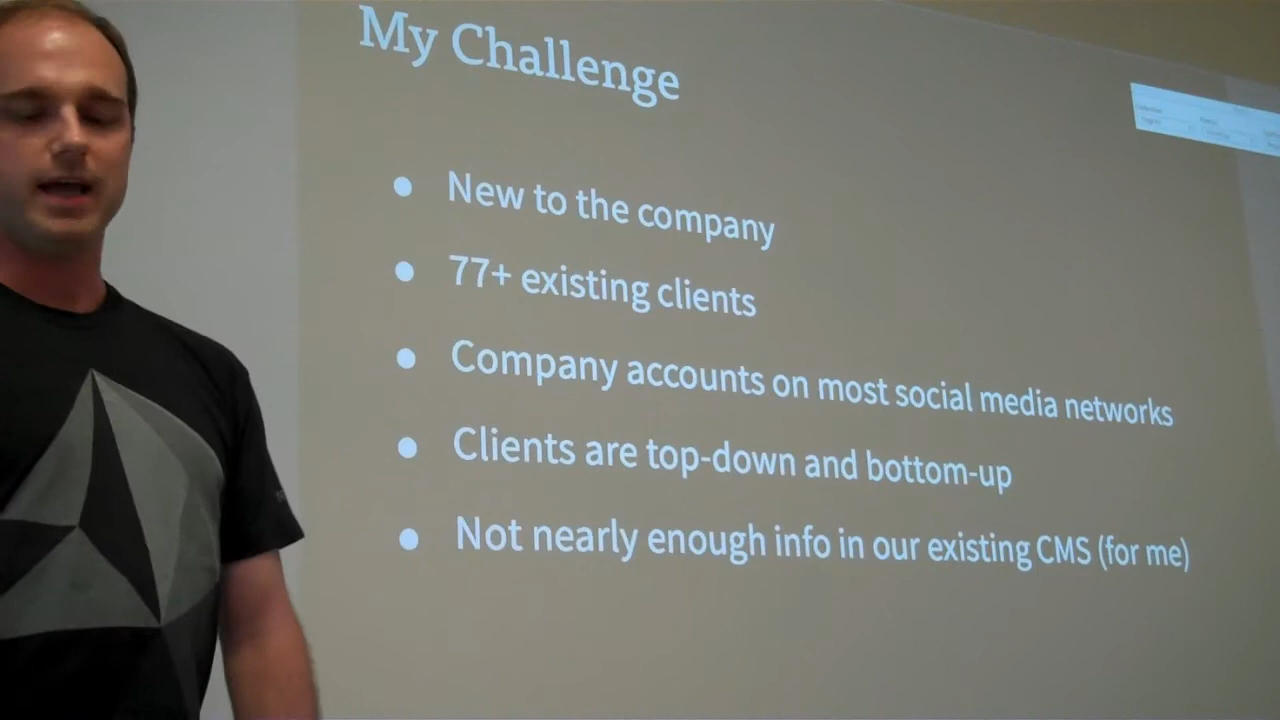 My Challenge
● New to the company
● 77+ existing clients
● Company accounts on most social media networks
● Clients are top-down and bottom-up
● Not nearly enough info in our existing CMS (for me)